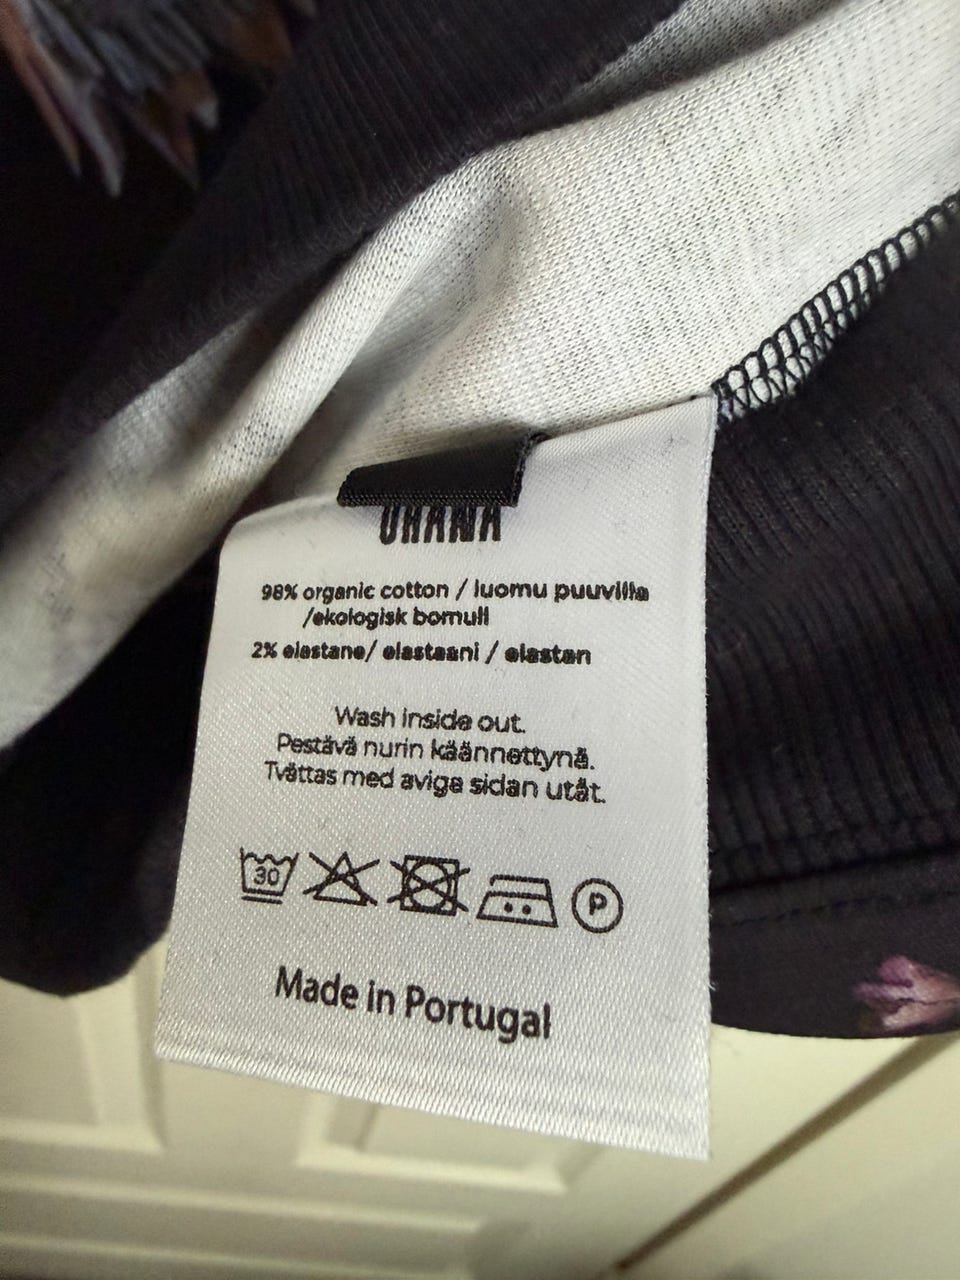 98% organic cotton / luomu puuvilla
/ekologisk bomull
2% elastane/ elastaani / elastan
Wash inside out.
Pestävä nurin käännettynä.
Tvättas med aviga sidan utåt.
30
P
Made in Portugal